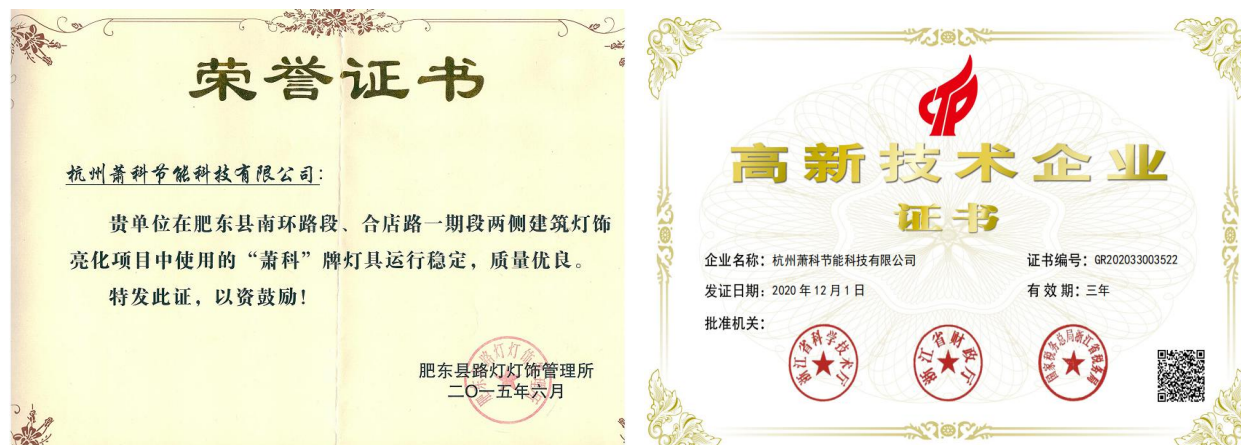 荣誉证书
杭州萧科节能科技有限公司:
贵单位在肥东县南环路段、合店路一期段两侧建筑灯饰
亮化项目中使用的“萧科”牌灯具运行稳定，质量优良。
特发此证，以资鼓励!
肥东县路灯灯饰管理所
二〇一五年六月
高新技术企业
证书
企业名称: 杭州萧科节能科技有限公司
证书编号: GR202033003522
发证日期: 2020年12月1日
有效期: 三年
批准机关:
浙江省科学技术厅
浙江省财政厅
国家税务总局浙江省税务局